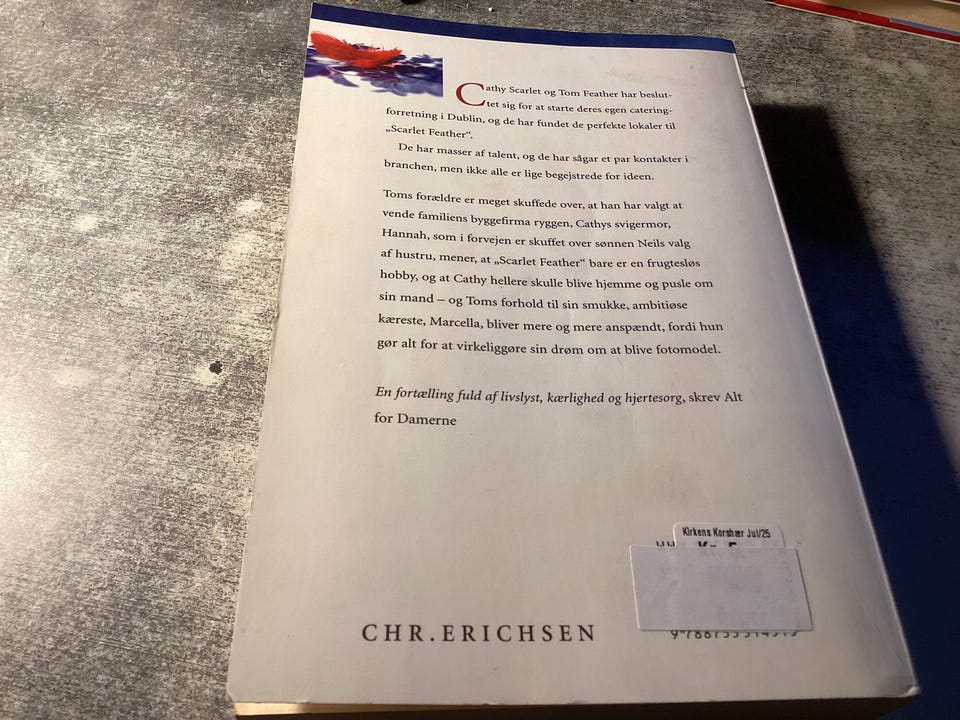 Cathy Scarlet og Tom Feather har beslut-
tet sig for at starte deres egen catering-
forretning i Dublin, og de har fundet de perfekte lokaler til
„Scarlet Feather“.
De har masser af talent, og de har sågar et par kontakter i
branchen, men ikke alle er lige begejstrede for ideen.
Toms forældre er meget skuffede over, at han har valgt at
vende familiens byggefirma ryggen, Cathys svigermor,
Hannah, som i forvejen er skuffet over sønnen Neils valg
af hustru, mener, at „Scarlet Feather“ bare er en frugtesløs
hobby, og at Cathy hellere skulle blive hjemme og pusle om
sin mand – og Toms forhold til sin smukke, ambitiøse
kæreste, Marcella, bliver mere og mere anspændt, fordi hun
gør alt for at virkeliggøre sin drøm om at blive fotomodel.
En fortælling fuld af livslyst, kærlighed og hjertesorg, skrev Alt
for Damerne
Kirkens Korshær Jul/25
CHR. ERICHSEN